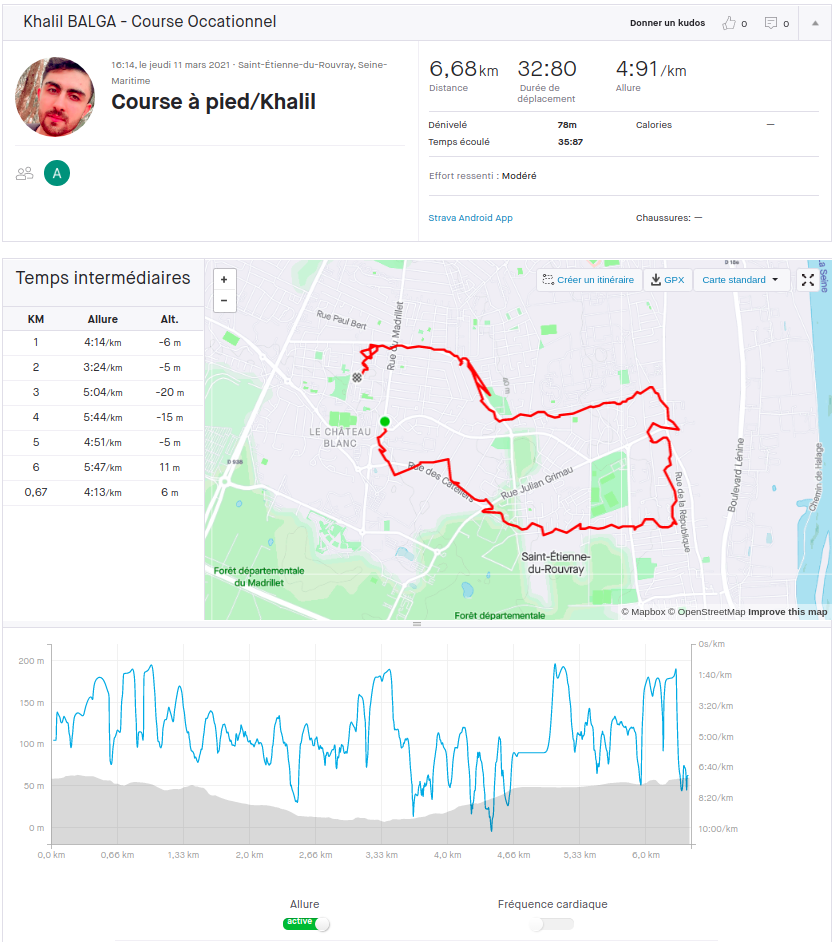 Khalil BALGA - Course Occationnel
Donner un kudos
0
0
16:14, le jeudi 11 mars 2021 · Saint-Étienne-du-Rouvray, Seine-
Maritime
Course à pied/Khalil
A
6,68 km
32:80
4:91/km
Distance
Durée de
déplacement
Allure
Dénivelé
78m
Calories
—
Temps écoulé
35:87
Effort ressenti : Modéré
Strava Android App
Chaussures: —
Temps intermédiaires
KM Allure Alt.
1 4:14/km -6 m
2 3:24/km -5 m
3 5:04/km -20 m
4 5:44/km -15 m
5 4:51/km -5 m
6 5:47/km 11 m
0,67 4:13/km 6 m
+
−
Créer un itinéraire
GPX
Carte standard
D 18e
La Seine
Rue Paul Bert
Rue du Madrillet
40 m
LE CHÂTEAU
BLANC
D 938
Rue des Cateliers
Rue Julian Grimau
Rue de la République
Boulevard Lénine
Chemin de Halage
Saint-Étienne-
du-Rouvray
Forêt départementale
du Madrillet
Forêt départementale
© Mapbox © OpenStreetMap Improve this map
200 m
150 m
100 m
50 m
0 m
0s/km
1:40/km
3:20/km
5:00/km
6:40/km
8:20/km
10:00/km
0,0 km 0,66 km 1,33 km 2,0 km 2,66 km 3,33 km 4,0 km 4,66 km 5,33 km 6,0 km
Allure
active
Fréquence cardiaque